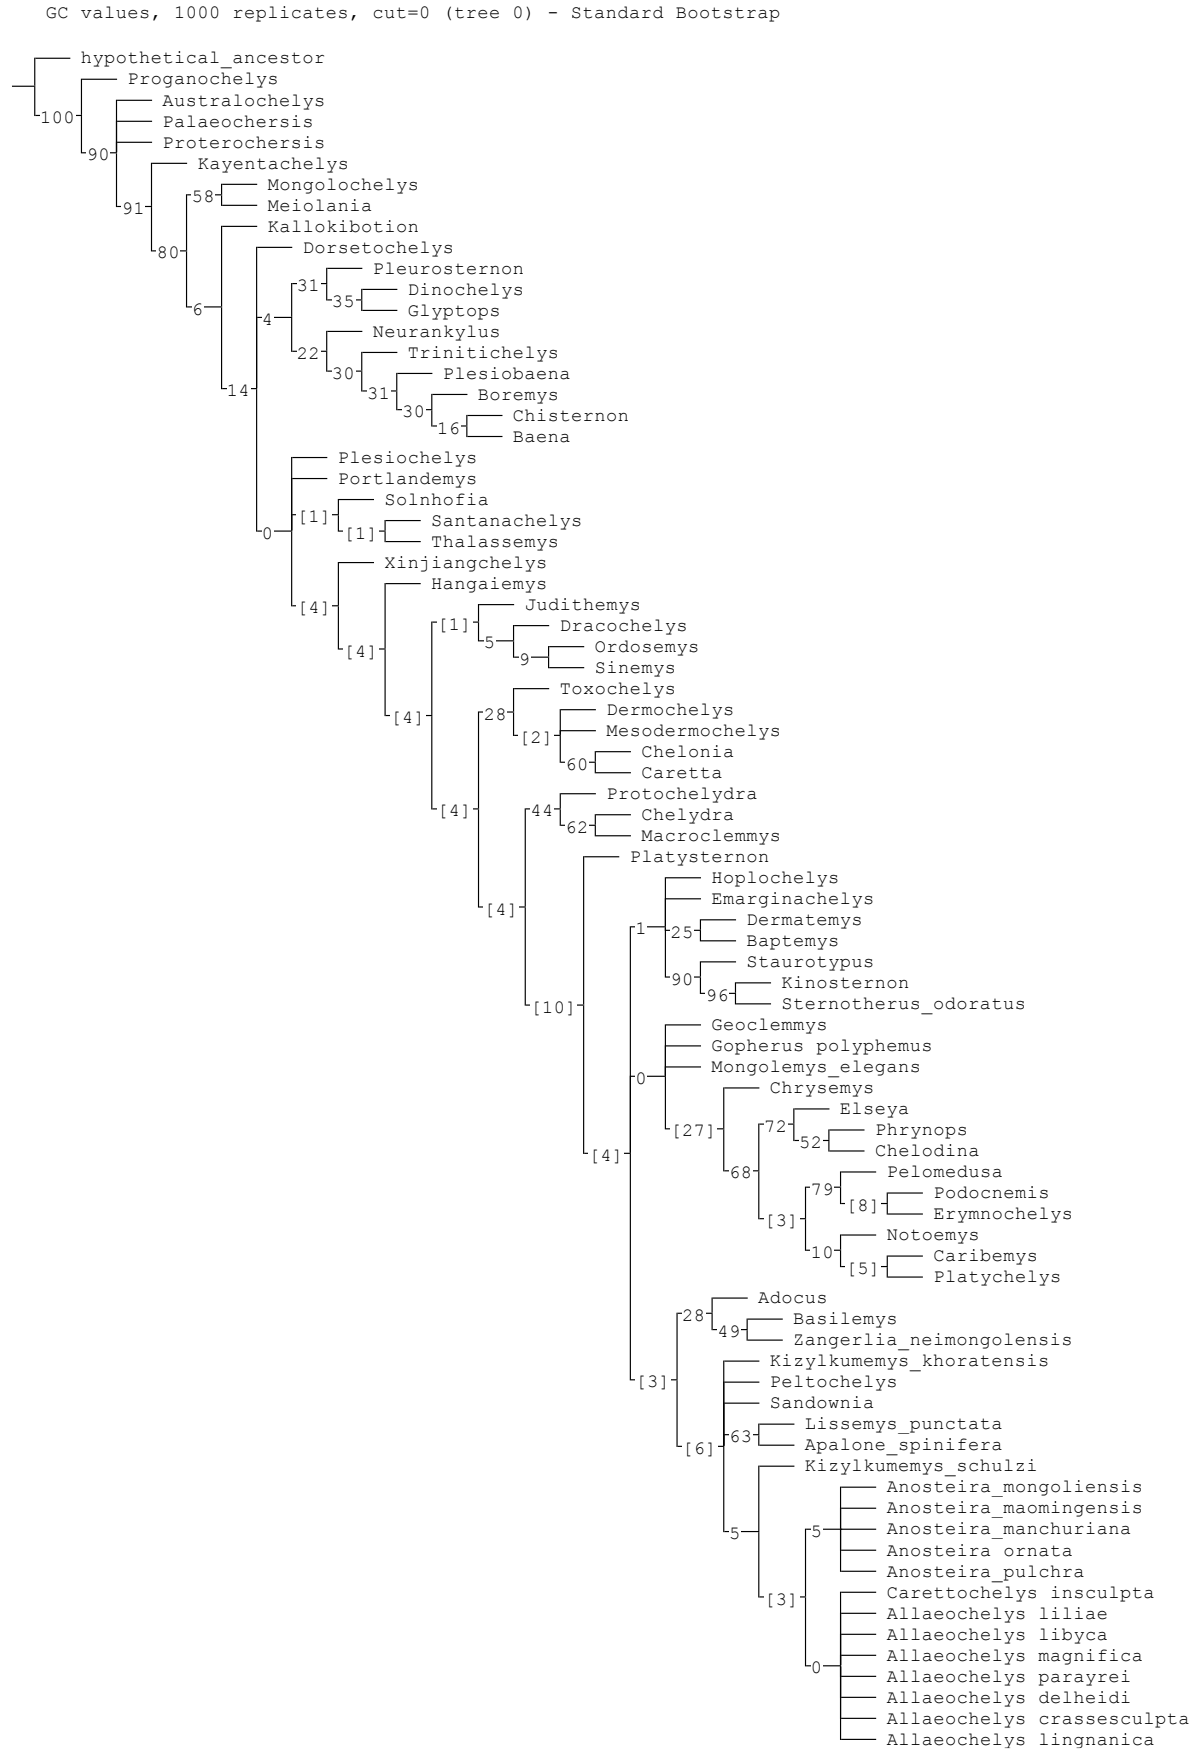 GC values, 1000 replicates, cut=0 (tree 0) - Standard Bootstrap
hypothetical_ancestor
Proganochelys
Australochelys
100
Palaeochersis
Proterochersis
90
Kayentachelys
Mongolochelys
58
Meiolania
91
Kallokibotion
Dorsetochelys
80
Pleurosternon
31
Dinochelys
35
Glyptops
6
4
Neurankylus
22
Trinitichelys
30
Plesiobaena
31
14
Boremys
30
Chisternon
16
Baena
Plesiochelys
Portlandemys
Solnhofia
[1]
Santanachelys
0
[1]
Thalassemys
Xinjiangchelys
Hangaiemys
[4]
Judithemys
[1]
Dracochelys
5
Ordosemys
[4]
9
Sinemys
Toxochelys
28
Dermochelys
[4]
Mesodermochelys
[2]
Chelonia
60
Caretta
Protochelydra
[4]
44
Chelydra
62
Macroclemmys
Platysternon
Hoplochelys
Emarginachelys
[4]
Dermatemys
1
25
Baptemys
Staurotypus
90
Kinosternon
96
Sternotherus_odoratus
[10]
Geoclemmys
Gopherus polyphemus
Mongolemys_elegans
0
Chrysemys
Elseya
[27]
72
Phrynops
52
Chelodina
[4]
68
Pelomedusa
79
Podocnemis
[8]
Erymnochelys
[3]
Notoemys
10
Caribemys
[5]
Platychelys
Adocus
28
Basilemys
49
Zangerlia_neimongolensis
Kizylkumemys_khoratensis
[3]
Peltochelys
Sandownia
Lissemys_punctata
63
Apalone_spinifera
[6]
Kizylkumemys_schulzi
Anosteira_mongoliensis
Anosteira_maomingensis
5
Anosteira_manchuriana
5
Anosteira ornata
Anosteira_pulchra
Carettochelys insculpta
[3]
Allaeochelys liliae
Allaeochelys libyca
Allaeochelys magnifica
0
Allaeochelys parayrei
Allaeochelys delheidi
Allaeochelys crassesculpta
Allaeochelys lingnanica